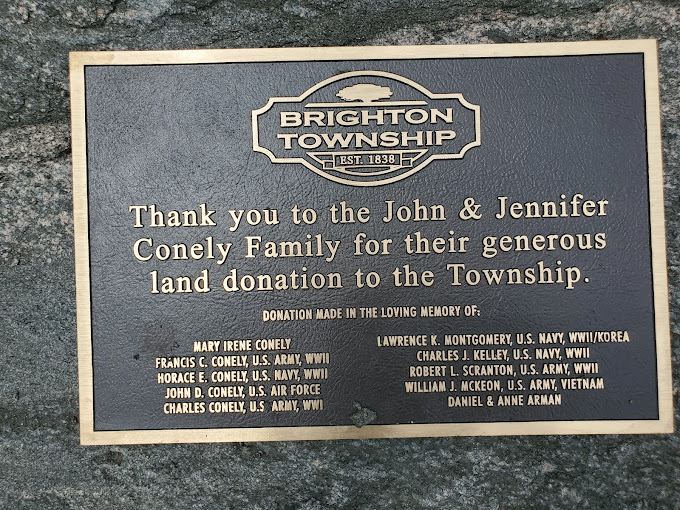 BRIGHTON
TOWNSHIP
EST. 1838
Thank you to the John & Jennifer
Conely Family for their generous
land donation to the Township.
DONATION MADE IN THE LOVING MEMORY OF:
MARY IRENE CONELY
FRANCIS C. CONELY, U.S. ARMY, WWII
HORACE E. CONELY, U.S. NAVY, WWII
JOHN D. CONELY, U.S. AIR FORCE
CHARLES CONELY, U.S ARMY, WWI
LAWRENCE K. MONTGOMERY, U.S. NAVY, WWII/KOREA
CHARLES J. KELLEY, U.S. NAVY, WWII
ROBERT L. SCRANTON, U.S. ARMY, WWII
WILLIAM J. MCKEON, U.S. ARMY, VIETNAM
DANIEL & ANNE ARMAN